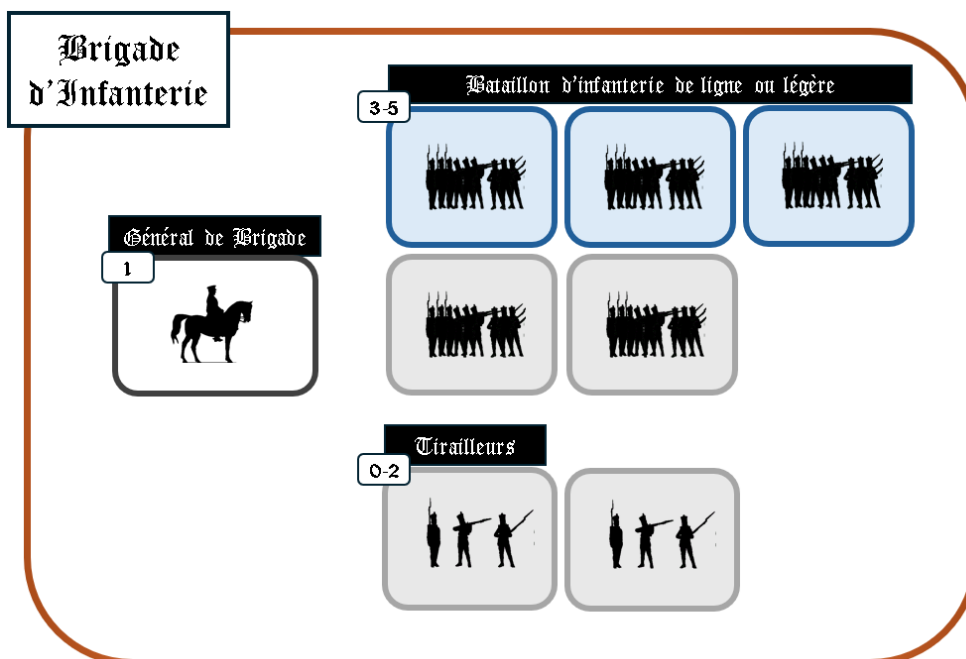 Brigade
d'Infanterie
Bataillon d'infanterie de ligne ou légère
3-5
Général de Brigade
1
Tirailleurs
0-2